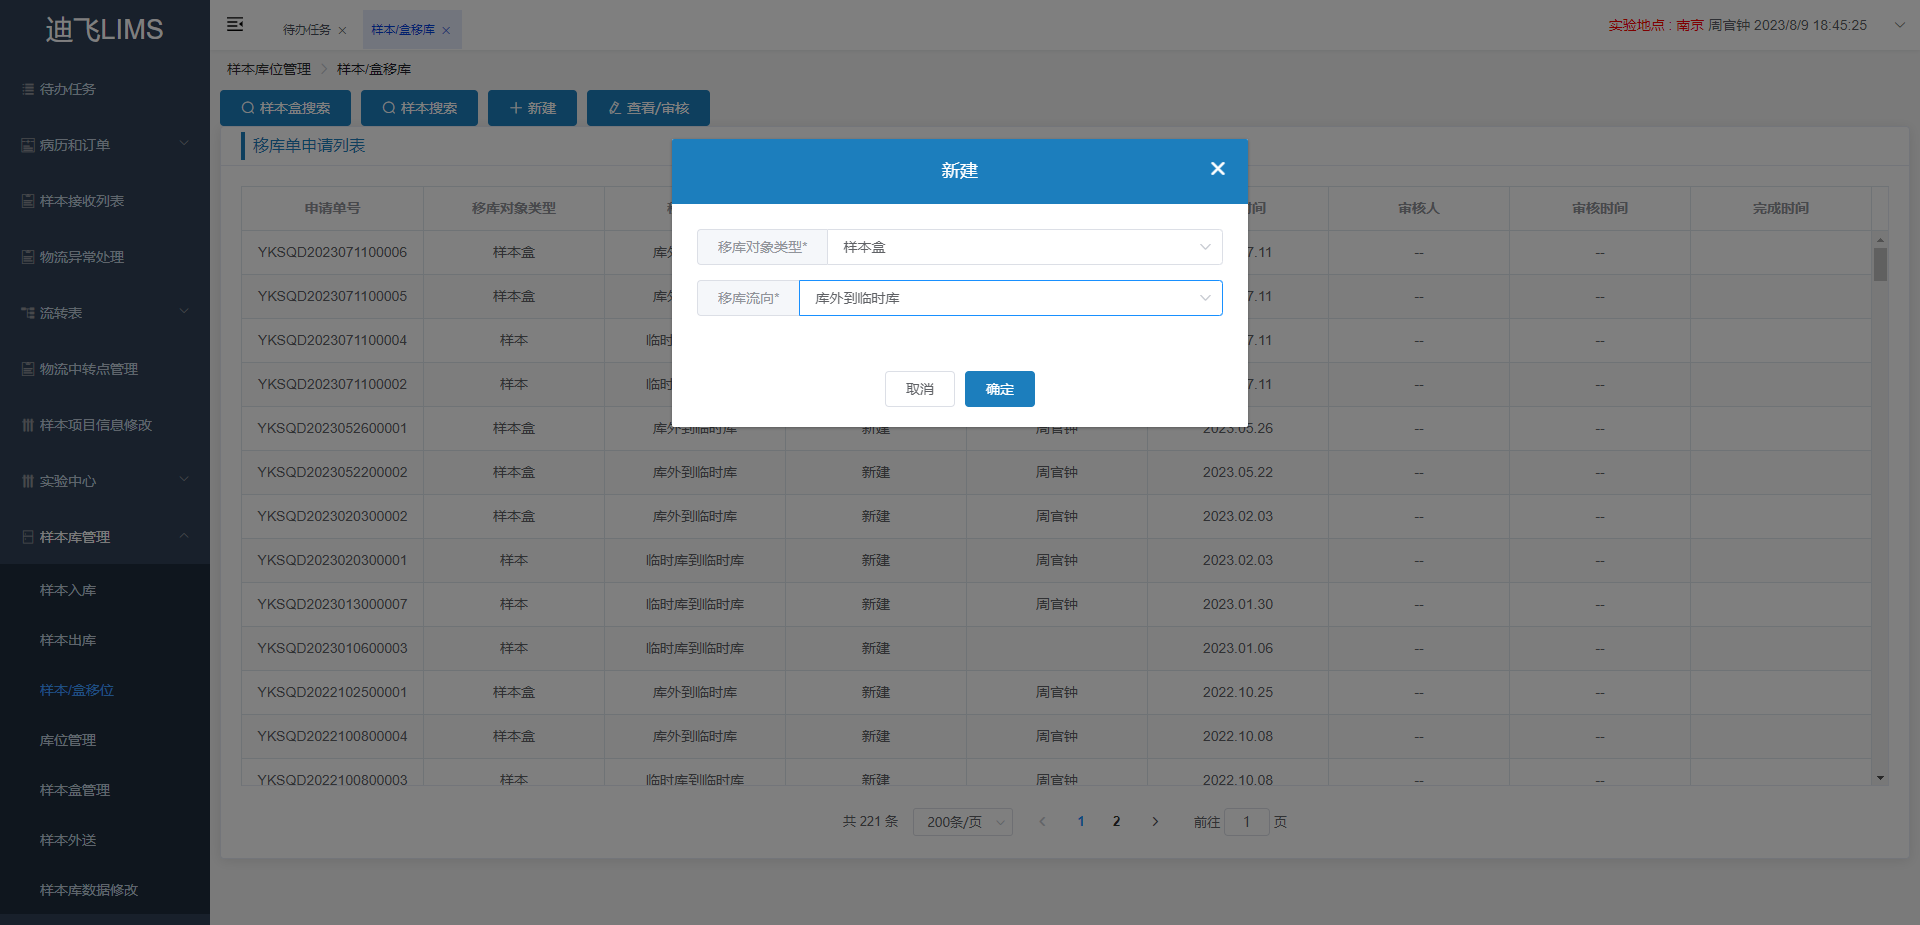 迪飞LIMS
待办任务
病历和订单
样本接收列表
物流异常处理
流转表
物流中转点管理
样本项目信息修改
实验中心
样本库管理
样本入库
样本出库
样本/盒移位
库位管理
样本盒管理
样本外送
样本库数据修改
待办任务 样本/盒移库
实验地点 : 南京 周官钟 2023/8/9 18:45:25
样本库位管理 样本/盒移库
样本盒搜索 样本搜索 新建 查看/审核
移库单申请列表
新建
移库对象类型* 样本盒
移库流向* 库外到临时库
取消 确定
申请单号 移库对象类型 间 审核人 审核时间 完成时间
YKSQD2023071100006 样本盒 7.11 -- --
YKSQD2023071100005 样本盒 7.11 -- --
YKSQD2023071100004 样本 临时 7.11 -- --
YKSQD2023071100002 样本 临时 7.11 -- --
YKSQD2023052600001 样本盒 库外到临时库 新建 周官钟 2023.05.26 -- --
YKSQD2023052200002 样本盒 库外到临时库 新建 周官钟 2023.05.22 -- --
YKSQD2023020300002 样本盒 库外到临时库 新建 周官钟 2023.02.03 -- --
YKSQD2023020300001 样本 临时库到临时库 新建 周官钟 2023.02.03 -- --
YKSQD2023013000007 样本 临时库到临时库 新建 周官钟 2023.01.30 -- --
YKSQD2023010600003 样本 临时库到临时库 新建 2023.01.06 -- --
YKSQD2022102500001 样本盒 库外到临时库 新建 周官钟 2022.10.25 -- --
YKSQD2022100800004 样本盒 库外到临时库 新建 周官钟 2022.10.08 -- --
YKSQD2022100800003 样本 临时库到临时库 新建 周官钟 2022.10.08 -- --
共 221 条 200条/页 1 2 前往 1 页